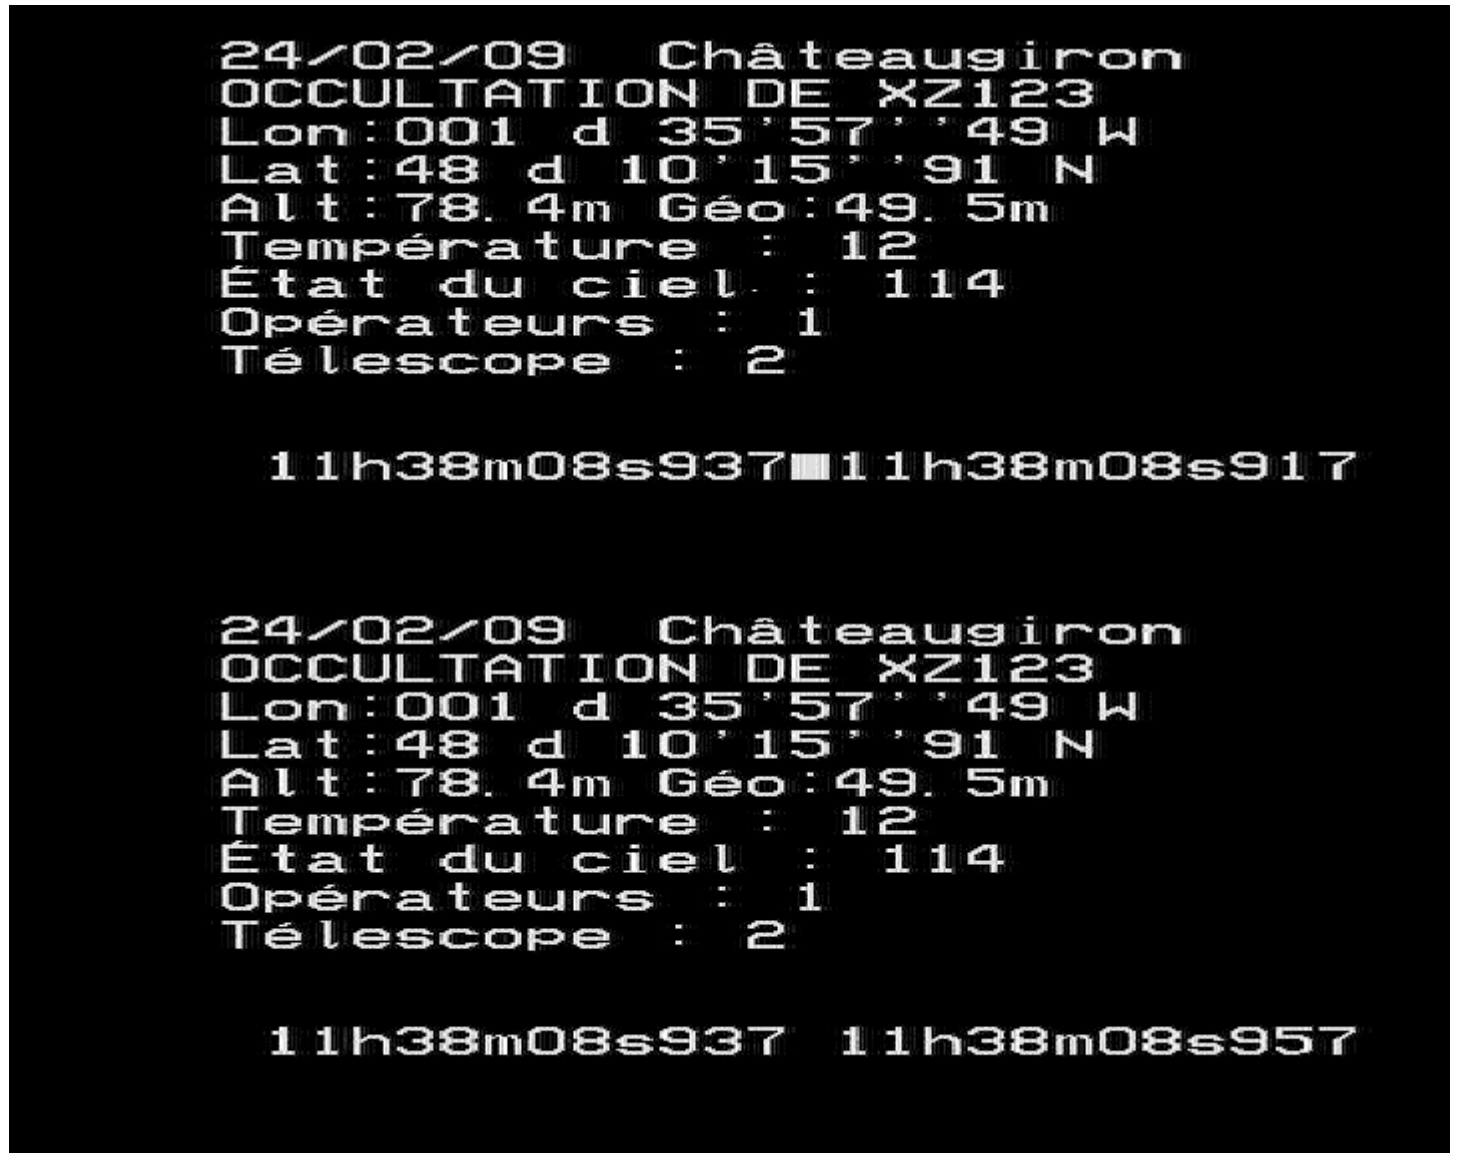 24/02/09 Châteaugiron
OCCULTATION DE XZ123
Lon:001 d 35'57''49 W
Lat:48 d 10'15''91 N
Alt:78.4m Géo:49.5m
Température : 12
État du ciel : 114
Opérateurs : 1
Télescope : 2
11h38m08s937■11h38m08s917
24/02/09 Châteaugiron
OCCULTATION DE XZ123
Lon:001 d 35'57''49 W
Lat:48 d 10'15''91 N
Alt:78.4m Géo:49.5m
Température : 12
État du ciel : 114
Opérateurs : 1
Télescope : 2
11h38m08s937 11h38m08s957